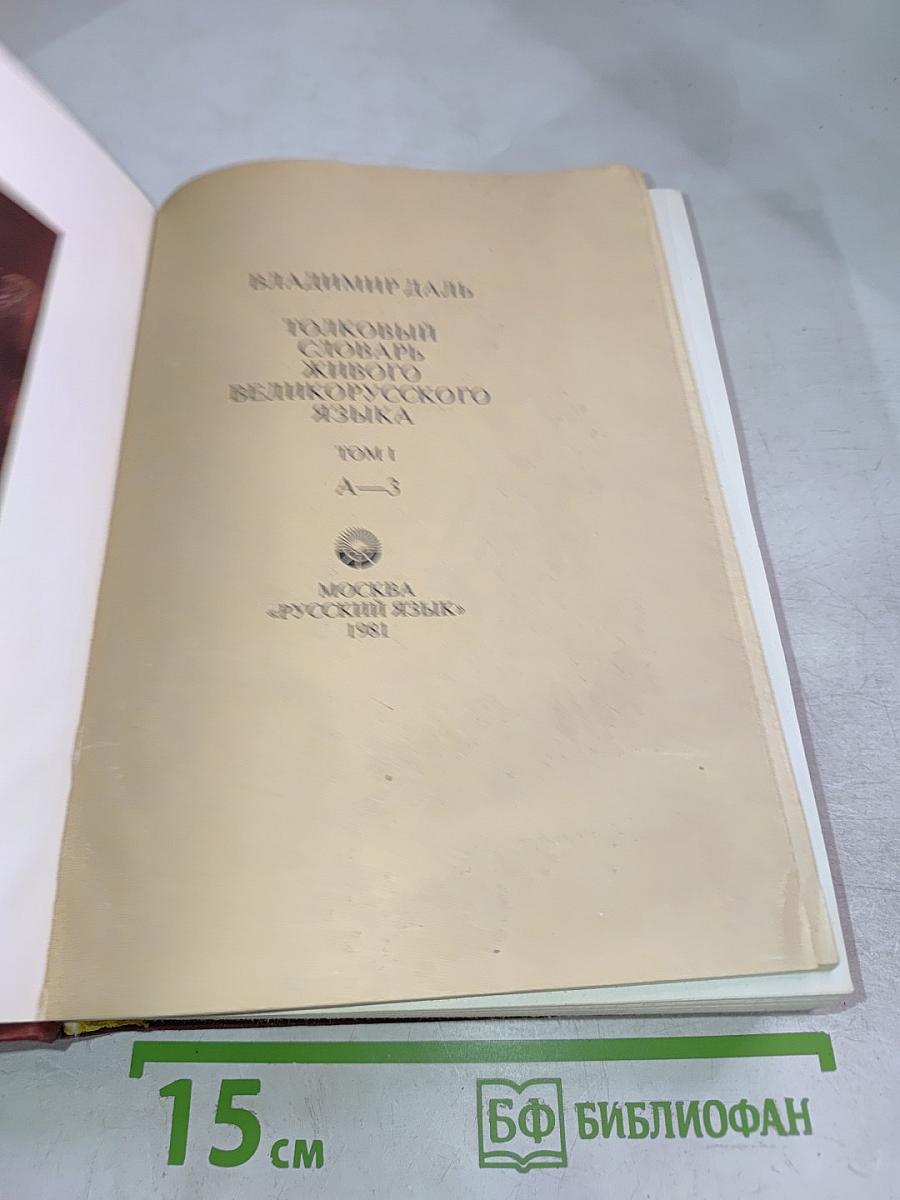 ВЛАДИМИР ДАЛЬ
ТОЛКОВЫЙ
СЛОВАРЬ
ЖИВОГО
ВЕЛИКОРУССКОГО
ЯЗЫКА
ТОМ I
А—З
МОСКВА
«РУССКИЙ ЯЗЫК»
1981
15 СМ
БФ БИБЛИОФАН